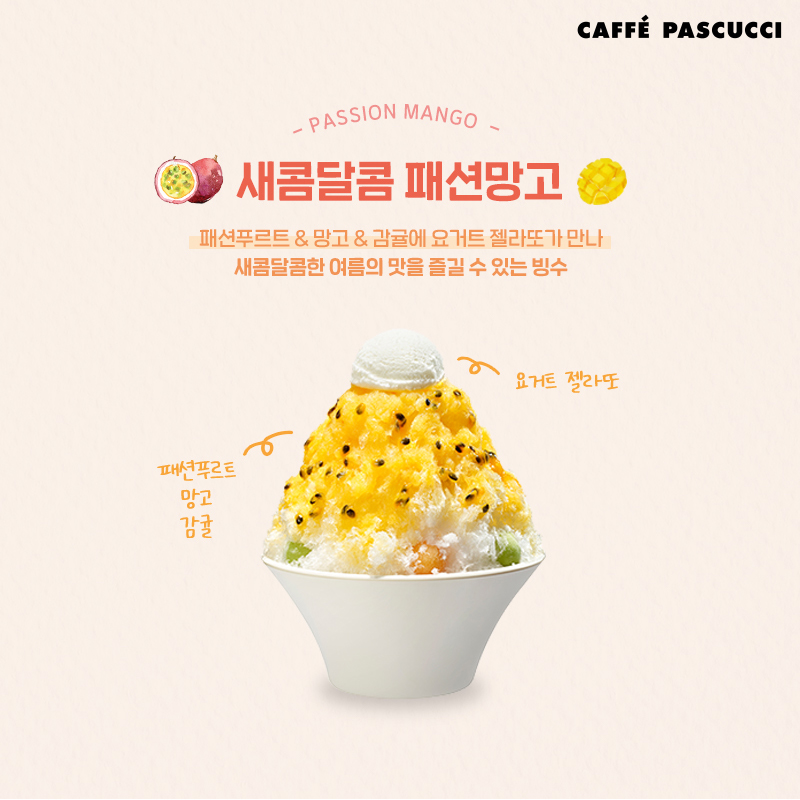 CAFFÉ PASCUCCI
- PASSION MANGO -
새콤달콤 패션망고
패션푸르트 & 망고 & 감귤에 요거트 젤라또가 만나
새콤달콤한 여름의 맛을 즐길 수 있는 빙수
요거트 젤라또
패션푸르트
망고
감귤